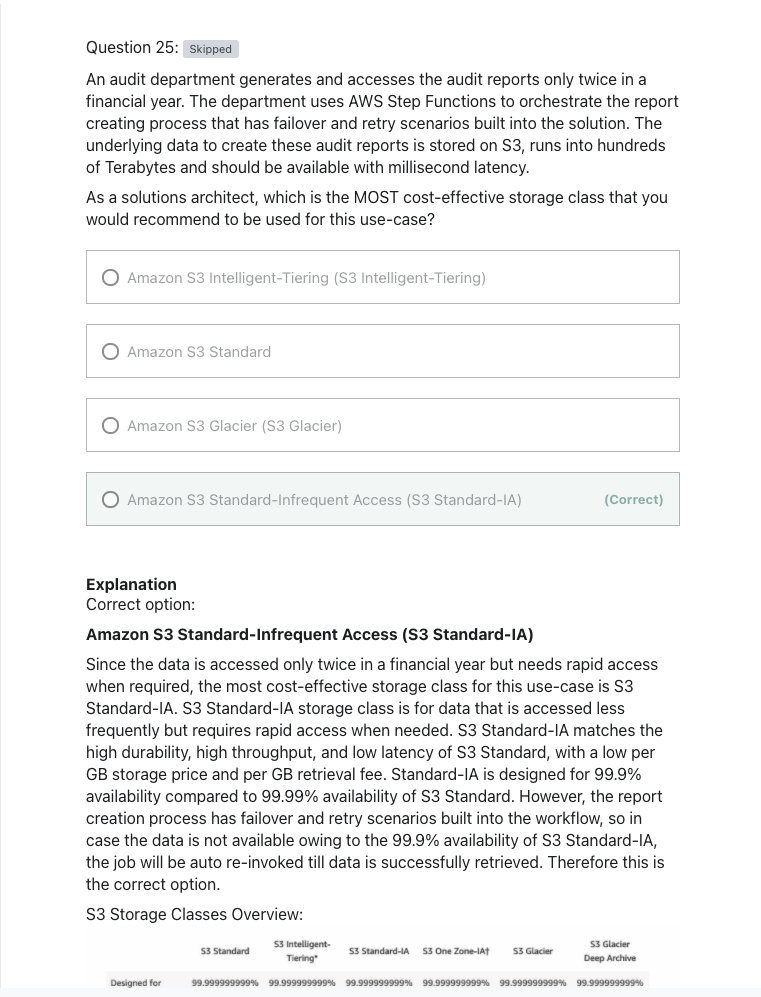 Question 25: Skipped
An audit department generates and accesses the audit reports only twice in a
financial year. The department uses AWS Step Functions to orchestrate the report
creating process that has failover and retry scenarios built into the solution. The
underlying data to create these audit reports is stored on S3, runs into hundreds
of Terabytes and should be available with millisecond latency.
As a solutions architect, which is the MOST cost-effective storage class that you
would recommend to be used for this use-case?
Amazon S3 Intelligent-Tiering (S3 Intelligent-Tiering)
Amazon S3 Standard
Amazon S3 Glacier (S3 Glacier)
Amazon S3 Standard-Infrequent Access (S3 Standard-IA) (Correct)
Explanation
Correct option:
Amazon S3 Standard-Infrequent Access (S3 Standard-IA)
Since the data is accessed only twice in a financial year but needs rapid access
when required, the most cost-effective storage class for this use-case is S3
Standard-IA. S3 Standard-IA storage class is for data that is accessed less
frequently but requires rapid access when needed. S3 Standard-IA matches the
high durability, high throughput, and low latency of S3 Standard, with a low per
GB storage price and per GB retrieval fee. Standard-IA is designed for 99.9%
availability compared to 99.99% availability of S3 Standard. However, the report
creation process has failover and retry scenarios built into the workflow, so in
case the data is not available owing to the 99.9% availability of S3 Standard-IA,
the job will be auto re-invoked till data is successfully retrieved. Therefore this is
the correct option.
S3 Storage Classes Overview:
S3 Standard S3 Intelligent-Tiering* S3 Standard-IA S3 One Zone-IA† S3 Glacier S3 Glacier Deep Archive
Designed for 99.999999999% 99.999999999% 99.999999999% 99.999999999% 99.999999999% 99.999999999%